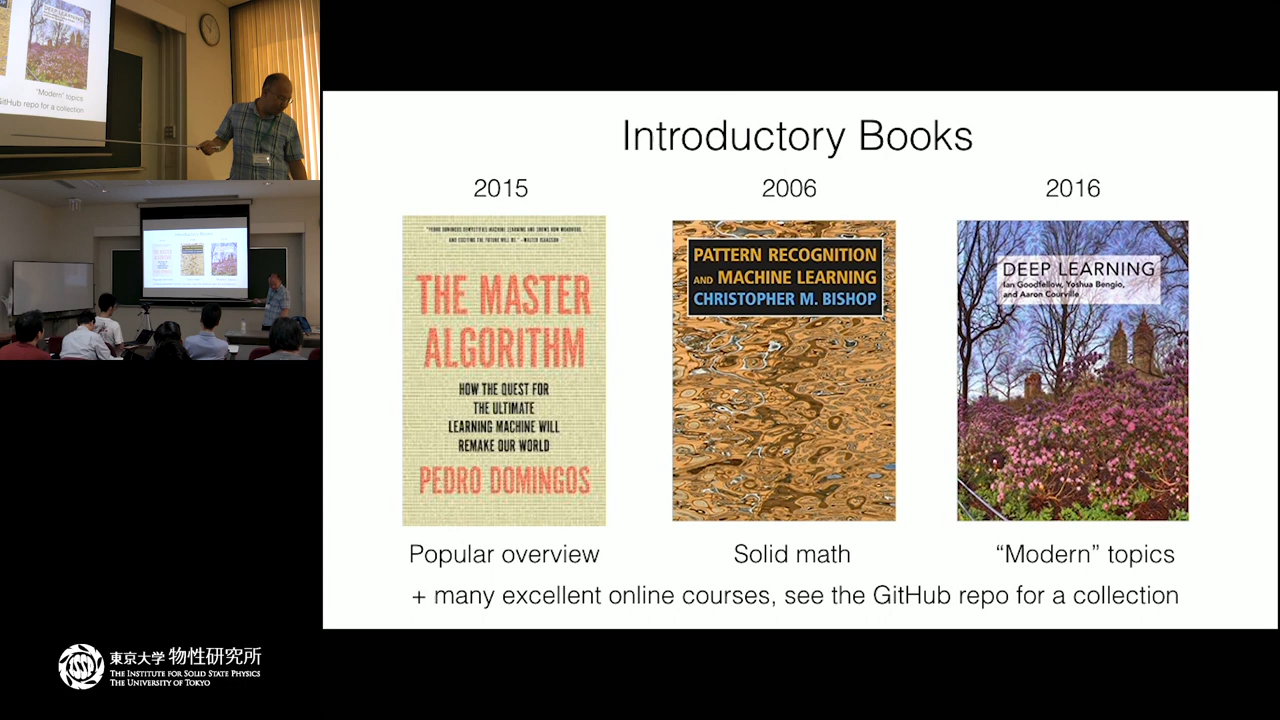 DEEP LEARNING
"Modern" topics
GitHub repo for a collection
Introductory Books
Introductory Books
2015
2006
2016
"PEDRO DOMINGOS DEMYSTIFIES MACHINE LEARNING AND SHOWS HOW WONDROUS
AND EXCITING THE FUTURE WILL BE." —WALTER ISAACSON
THE MASTER
ALGORITHM
HOW THE QUEST FOR
THE ULTIMATE
LEARNING MACHINE WILL
REMAKE OUR WORLD
PEDRO DOMINGOS
PATTERN RECOGNITION
AND MACHINE LEARNING
CHRISTOPHER M. BISHOP
DEEP LEARNING
Ian Goodfellow, Yoshua Bengio,
and Aaron Courville
Popular overview
Solid math
“Modern” topics
+ many excellent online courses, see the GitHub repo for a collection
東京大学 物性研究所
THE INSTITUTE FOR SOLID STATE PHYSICS
THE UNIVERSITY OF TOKYO